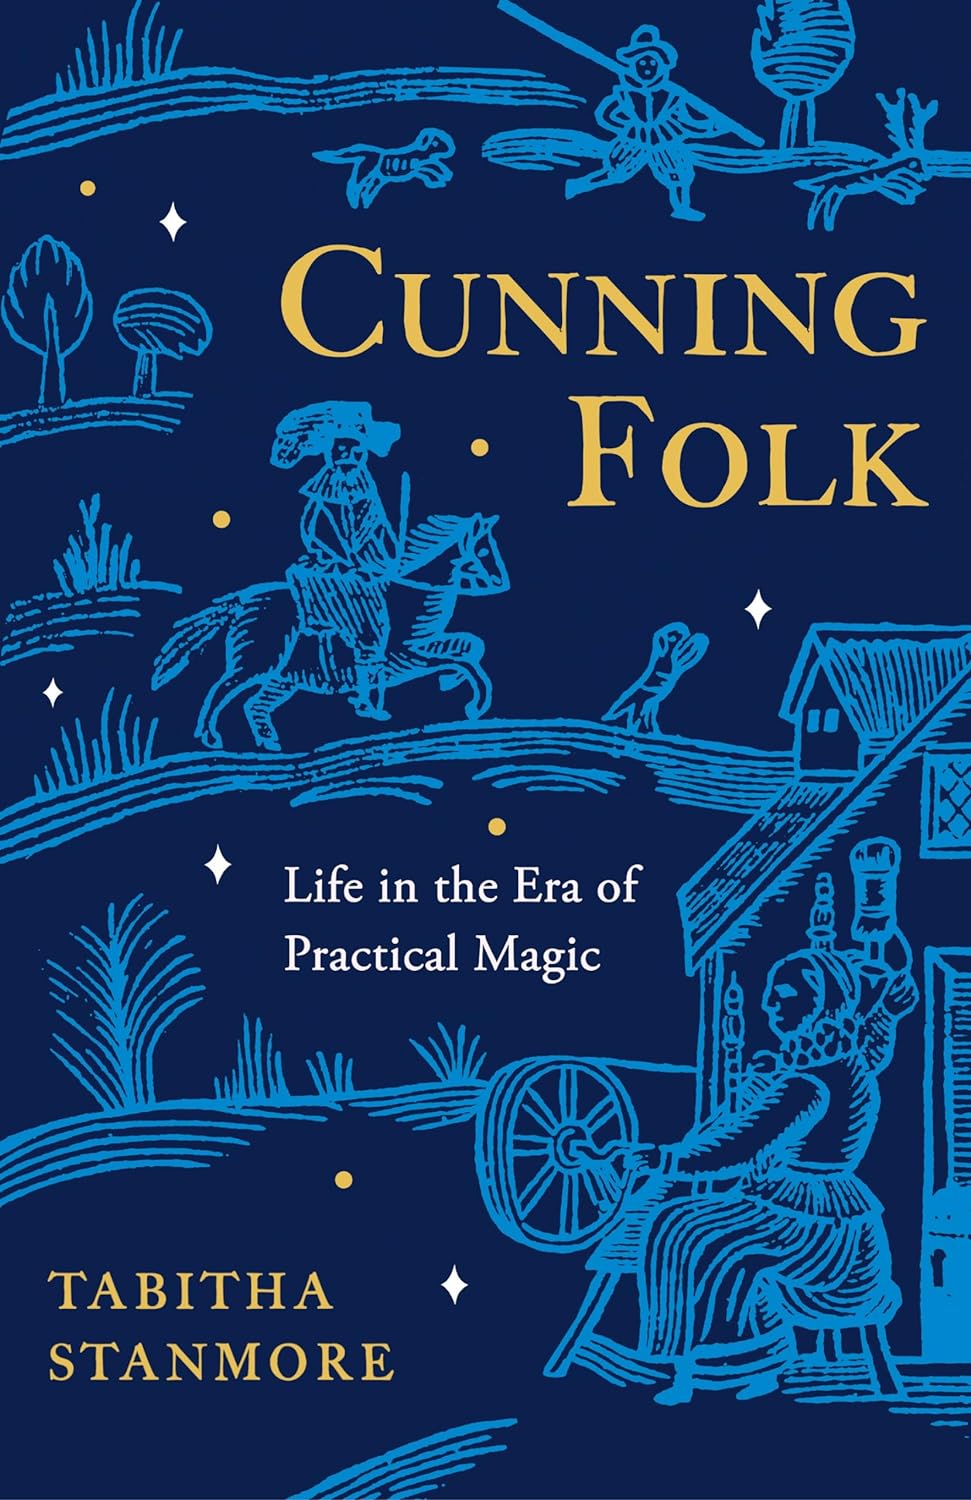 CUNNING
FOLK
Life in the Era of
Practical Magic
TABITHA
STANMORE